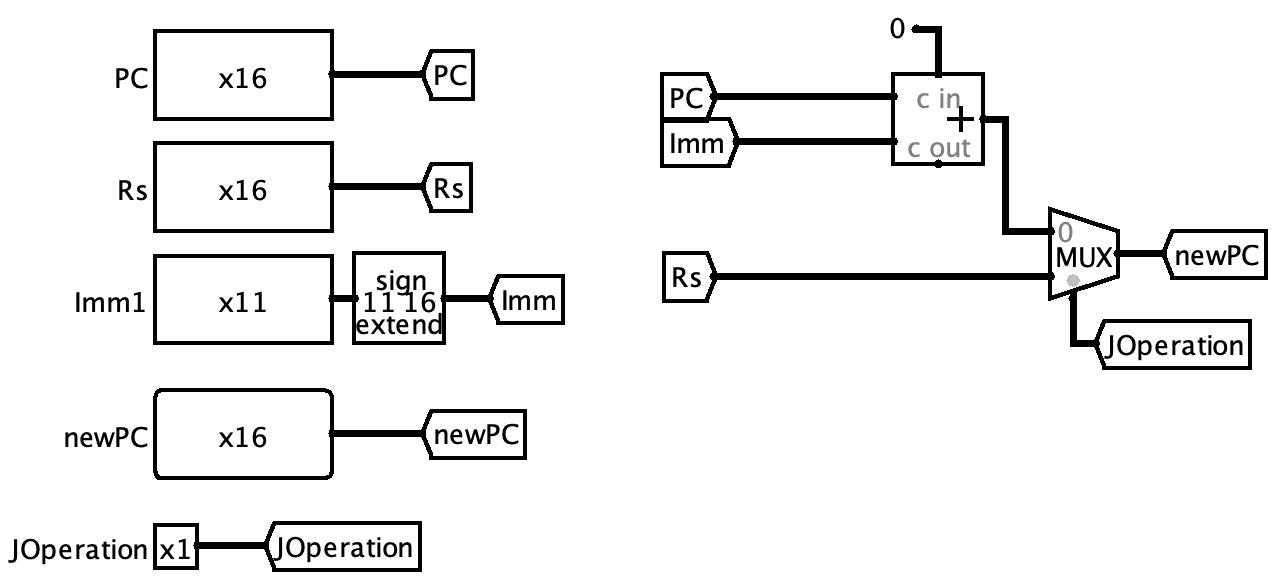 PC x16 PC
Rs x16 Rs
Imm1 x11 sign 11 16 extend Imm
newPC x16 newPC
JOperation x1 JOperation
0
PC
c in
+
Imm
c out
0
MUX
newPC
Rs
JOperation